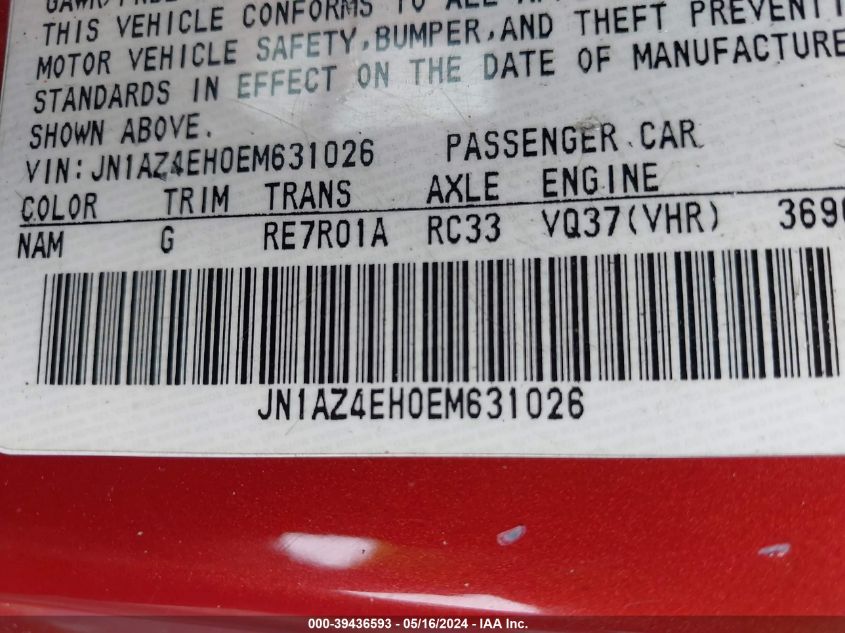 THIS VEHICLE CONFORMS TO ALL
MOTOR VEHICLE SAFETY, BUMPER, AND THEFT PREVENTI
STANDARDS IN EFFECT ON THE DATE OF MANUFACTURE
SHOWN ABOVE.
VIN: JN1AZ4EH0EM631026 PASSENGER CAR
COLOR TRIM TRANS AXLE ENGINE
NAM G RE7R01A RC33 VQ37(VHR) 369
JN1AZ4EH0EM631026
000-39436593 - 05/16/2024 - IAA Inc.